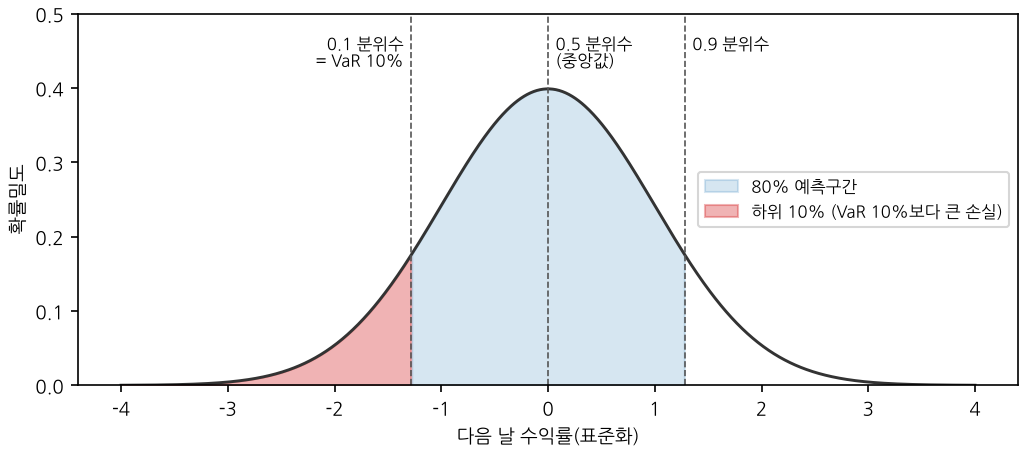 0.1 분위수
= VaR 10%
0.5 분위수
(중앙값)
0.9 분위수
80% 예측구간
하위 10% (VaR 10%보다 큰 손실)
확률밀도
0.5
0.4
0.3
0.2
0.1
0.0
-4 -3 -2 -1 0 1 2 3 4
다음 날 수익률(표준화)